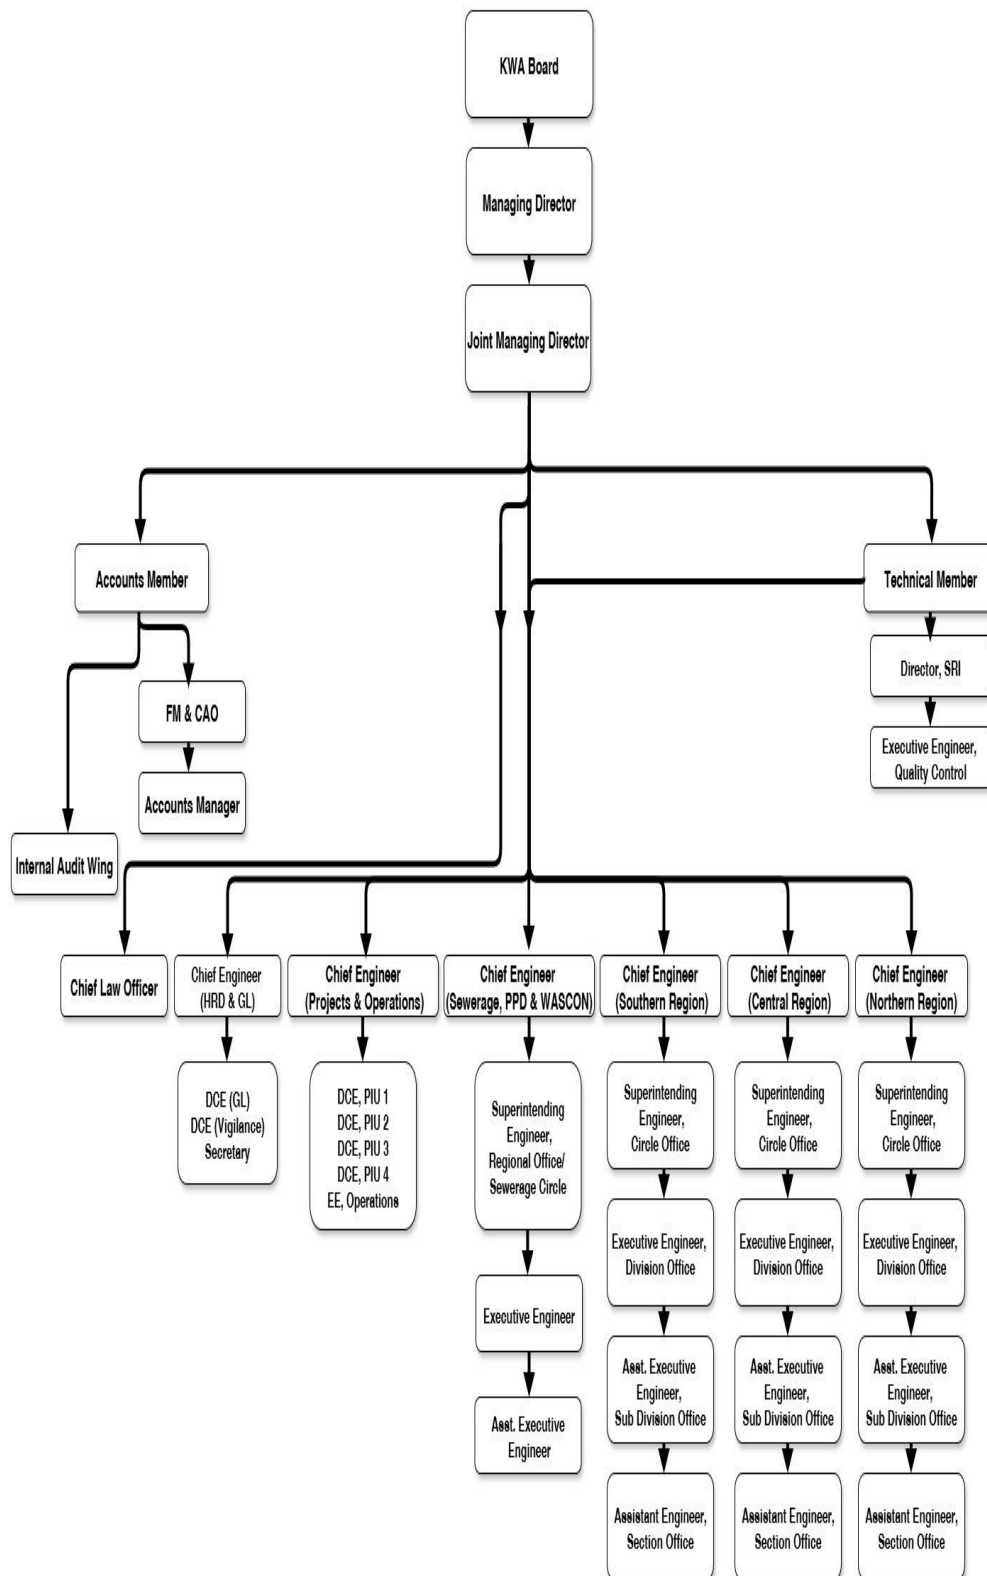 KWA Board
Managing Director
Joint Managing Director
Accounts Member
Technical Member
Director, SRI
FM & CAO
Executive Engineer,
Quality Control
Accounts Manager
Internal Audit Wing
Chief Law Officer
Chief Engineer
(HRD & GL)
Chief Engineer
(Projects & Operations)
Chief Engineer
(Sewerage, PPD & WASCON)
Chief Engineer
(Southern Region)
Chief Engineer
(Central Region)
Chief Engineer
(Northern Region)
DCE (GL)
DCE (Vigilance)
Secretary
DCE, PIU 1
DCE, PIU 2
DCE, PIU 3
DCE, PIU 4
EE, Operations
Superintending
Engineer,
Regional Office/
Sewerage Circle
Superintending
Engineer,
Circle Office
Superintending
Engineer,
Circle Office
Superintending
Engineer,
Circle Office
Executive Engineer,
Division Office
Executive Engineer,
Division Office
Executive Engineer,
Division Office
Executive Engineer
Asst. Executive
Engineer,
Sub Division Office
Asst. Executive
Engineer,
Sub Division Office
Asst. Executive
Engineer,
Sub Division Office
Asst. Executive
Engineer
Assistant Engineer,
Section Office
Assistant Engineer,
Section Office
Assistant Engineer,
Section Office